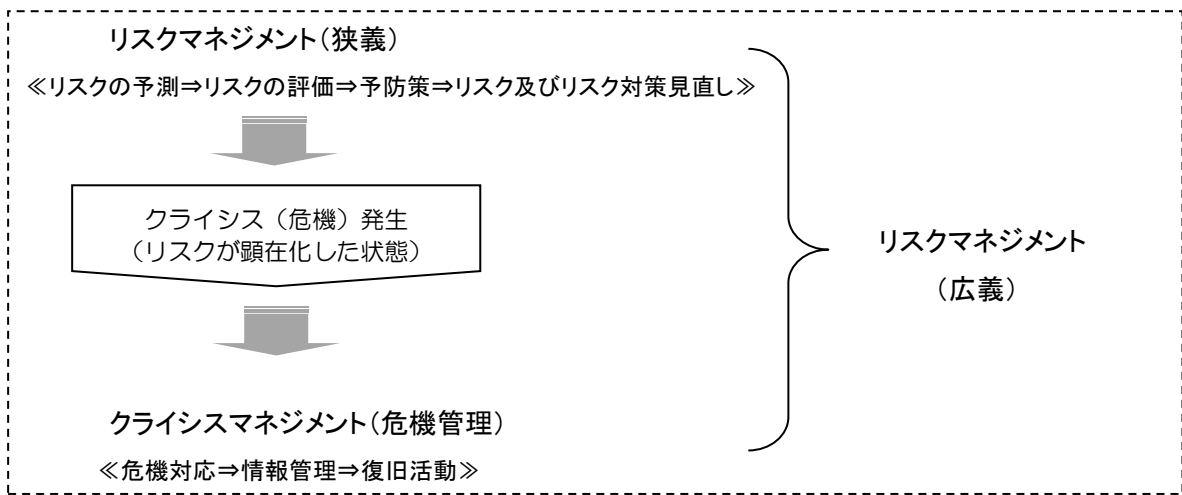 リスクマネジメント（狭義）
≪リスクの予測⇒リスクの評価⇒予防策⇒リスク及びリスク対策見直し≫
クライシス（危機）発生
（リスクが顕在化した状態）
リスクマネジメント
（広義）
クライシスマネジメント（危機管理）
≪危機対応⇒情報管理⇒復旧活動≫